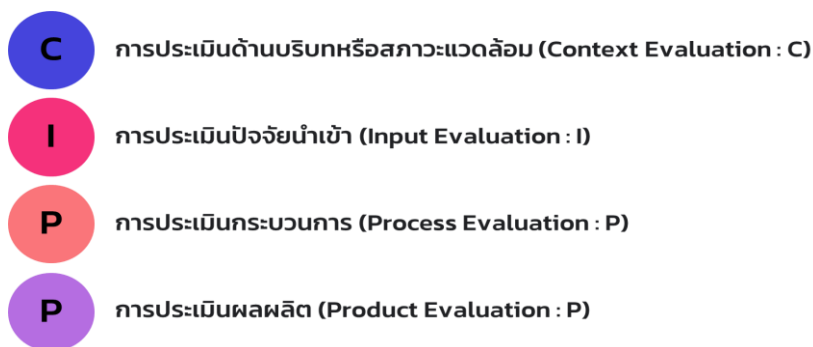 C การประเมินด้านบริบทหรือสภาวะแวดล้อม (Context Evaluation : C)
I การประเมินปัจจัยนำเข้า (Input Evaluation : I)
P การประเมินกระบวนการ (Process Evaluation : P)
P การประเมินผลผลิต (Product Evaluation : P)